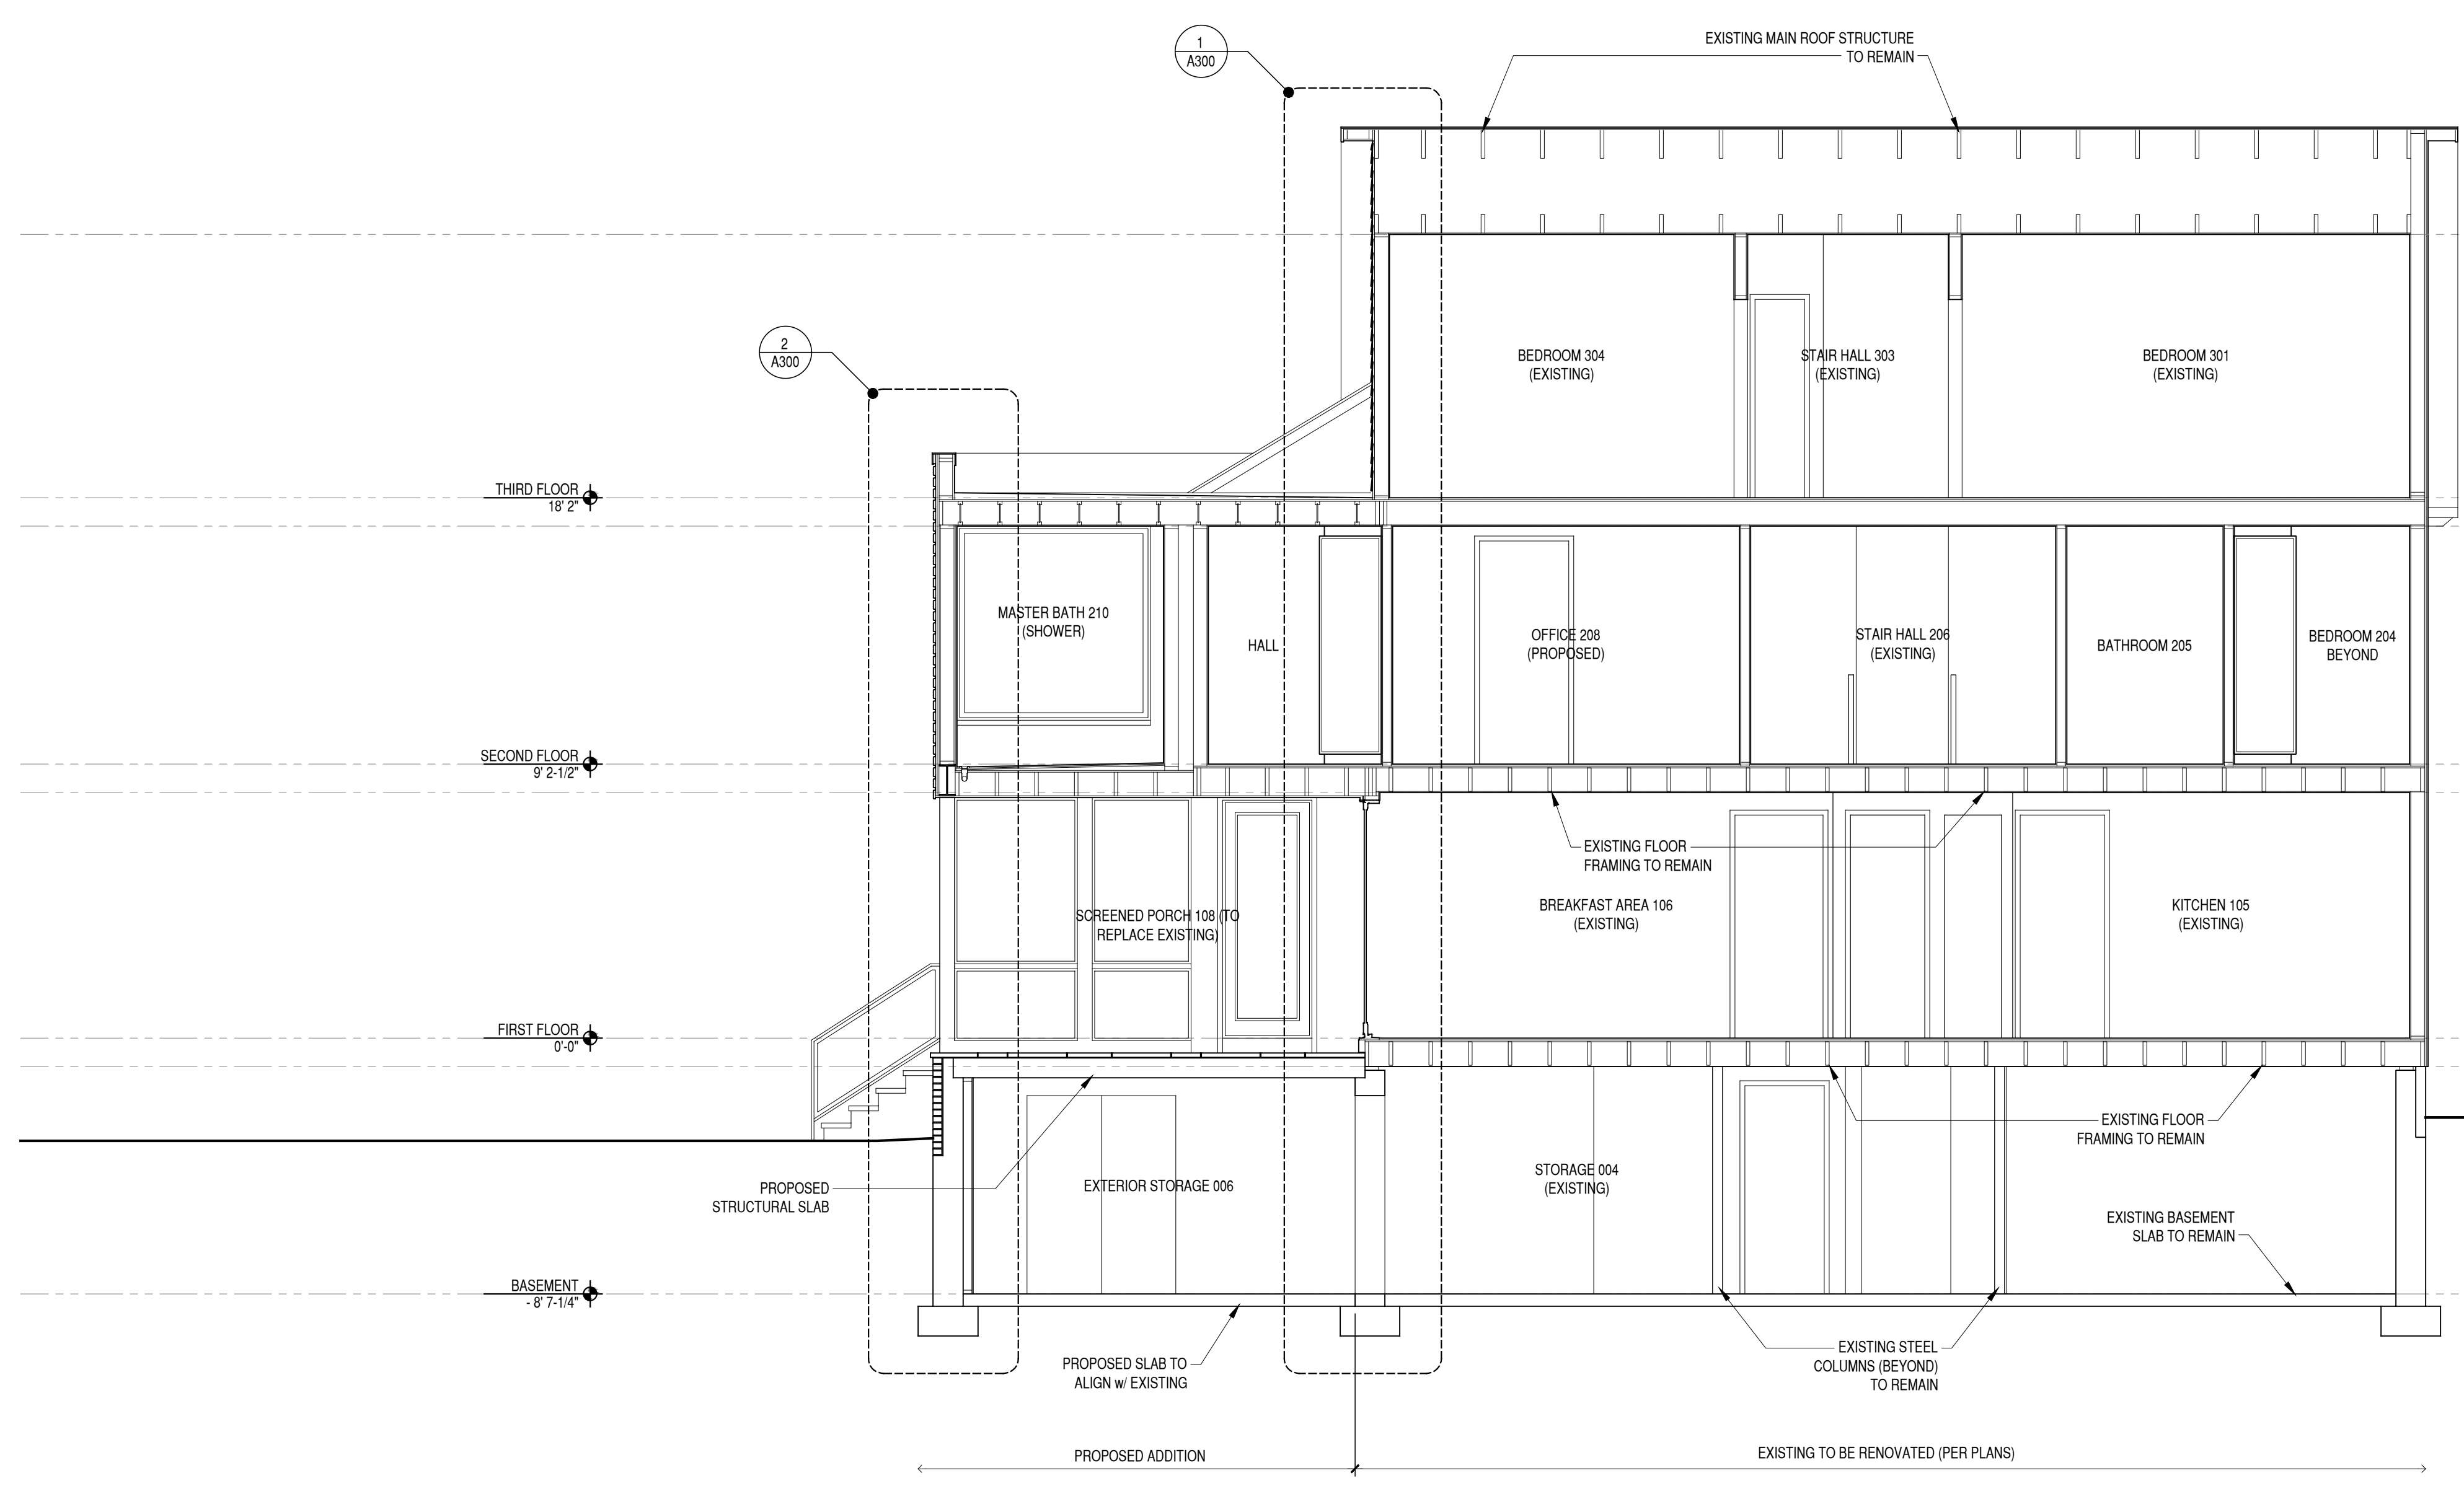 1
A300
EXISTING MAIN ROOF STRUCTURE
TO REMAIN
2
A300
BEDROOM 304
(EXISTING)
STAIR HALL 303
(EXISTING)
BEDROOM 301
(EXISTING)
THIRD FLOOR
18' 2"
MASTER BATH 210
(SHOWER)
HALL
OFFICE 208
(PROPOSED)
STAIR HALL 206
(EXISTING)
BATHROOM 205
BEDROOM 204
BEYOND
SECOND FLOOR
9' 2-1/2"
EXISTING FLOOR
FRAMING TO REMAIN
SCREENED PORCH 108 (TO
REPLACE EXISTING)
BREAKFAST AREA 106
(EXISTING)
KITCHEN 105
(EXISTING)
FIRST FLOOR
0'-0"
EXISTING FLOOR
FRAMING TO REMAIN
PROPOSED
STRUCTURAL SLAB
EXTERIOR STORAGE 006
STORAGE 004
(EXISTING)
EXISTING BASEMENT
SLAB TO REMAIN
BASEMENT
- 8' 7-1/4"
PROPOSED SLAB TO
ALIGN w/ EXISTING
EXISTING STEEL
COLUMNS (BEYOND)
TO REMAIN
PROPOSED ADDITION
EXISTING TO BE RENOVATED (PER PLANS)